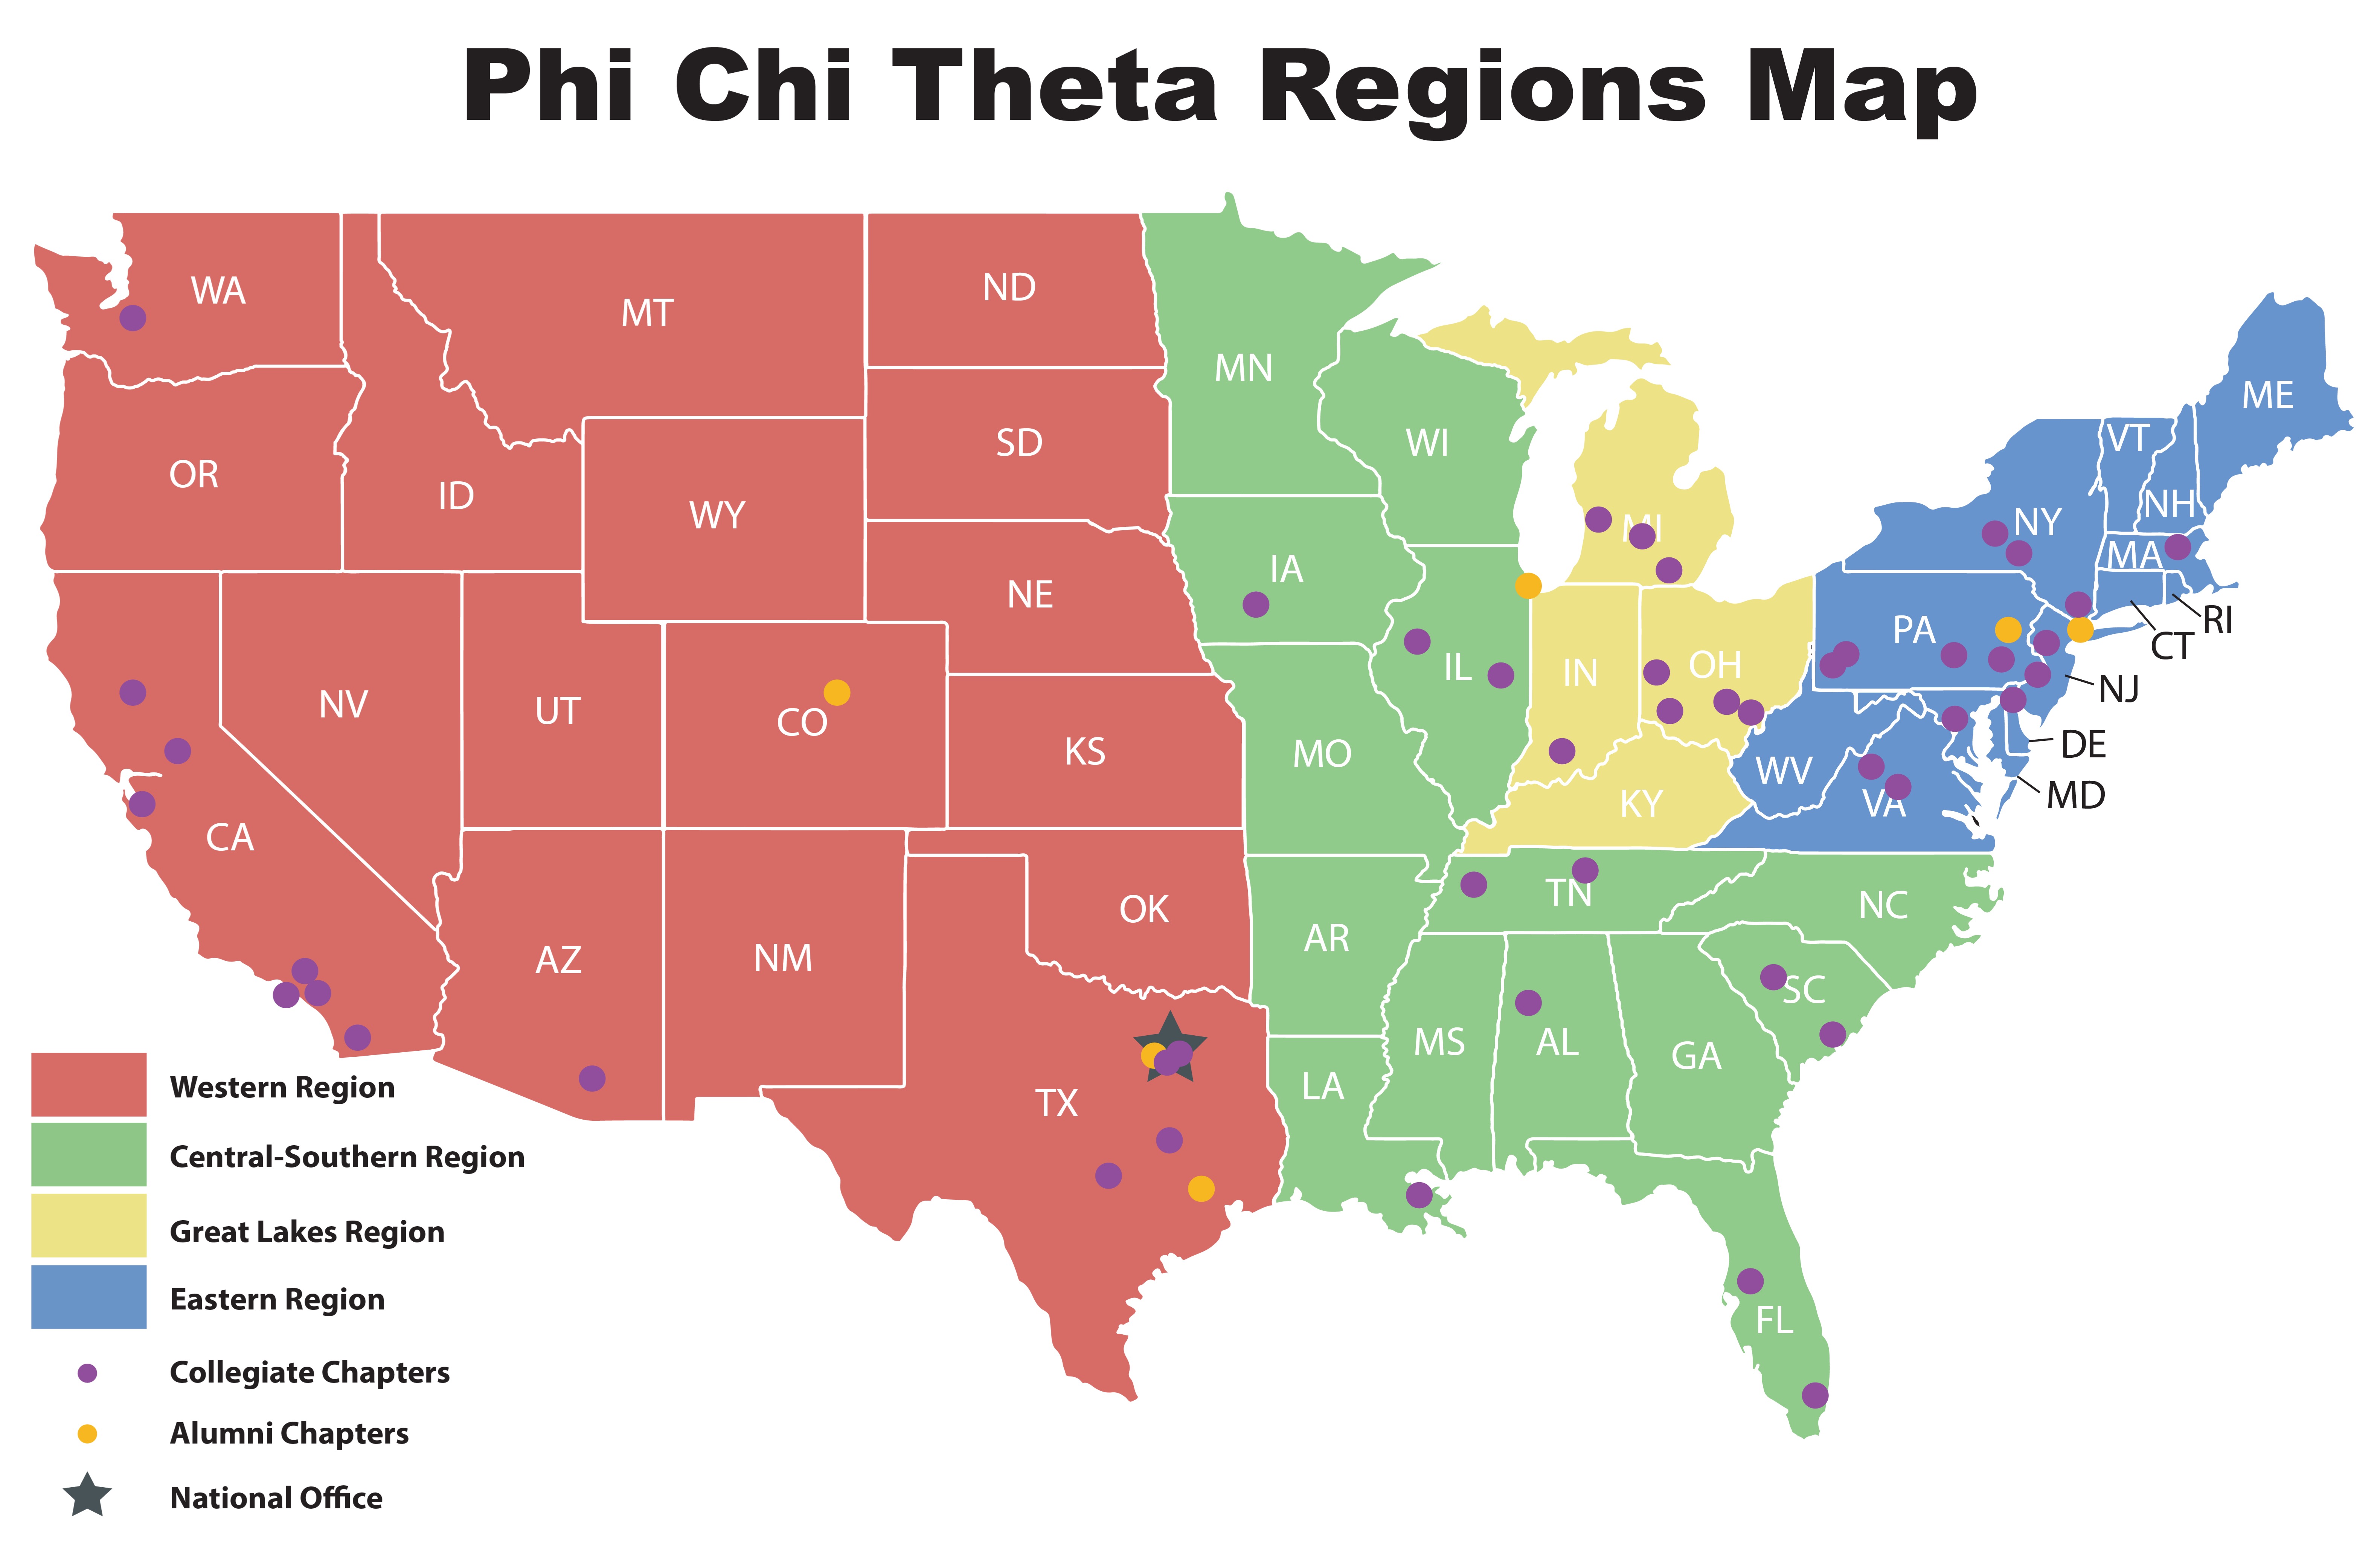 Phi Chi Theta Regions Map
WA
MT
ND
MN
ME
OR
ID
WY
SD
WI
VT
NH
NY
MI
MA
NE
IA
RI
CT
PA
NJ
NV
UT
CO
KS
MO
IL
IN
OH
DE
MD
WV
VA
KY
CA
AZ
NM
OK
AR
TN
NC
SC
TX
LA
MS
AL
GA
FL
Western Region
Central-Southern Region
Great Lakes Region
Eastern Region
Collegiate Chapters
Alumni Chapters
National Office